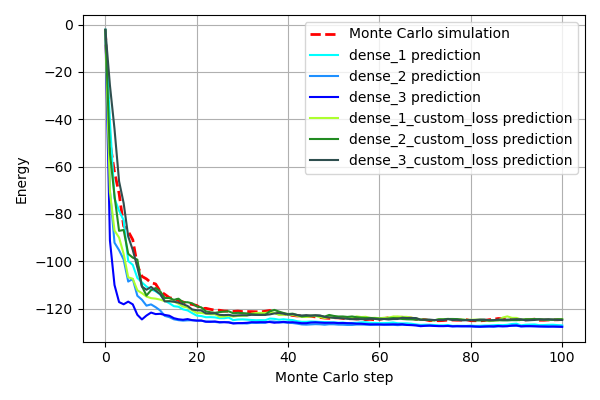 0
−20
−40
−60
−80
−100
−120
Energy
Monte Carlo simulation
dense_1 prediction
dense_2 prediction
dense_3 prediction
dense_1_custom_loss prediction
dense_2_custom_loss prediction
dense_3_custom_loss prediction
0 20 40 60 80 100
Monte Carlo step